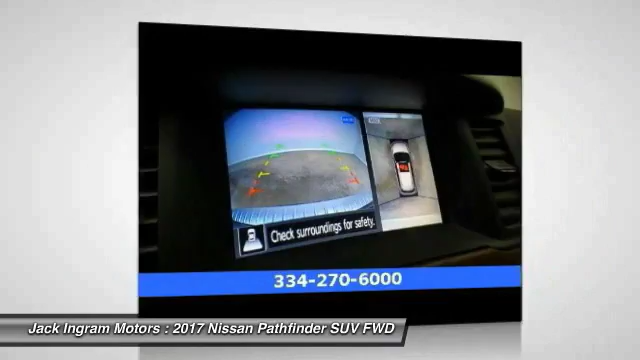 Check surroundings for safety.
334-270-6000
Jack Ingram Motors : 2017 Nissan Pathfinder SUV FWD